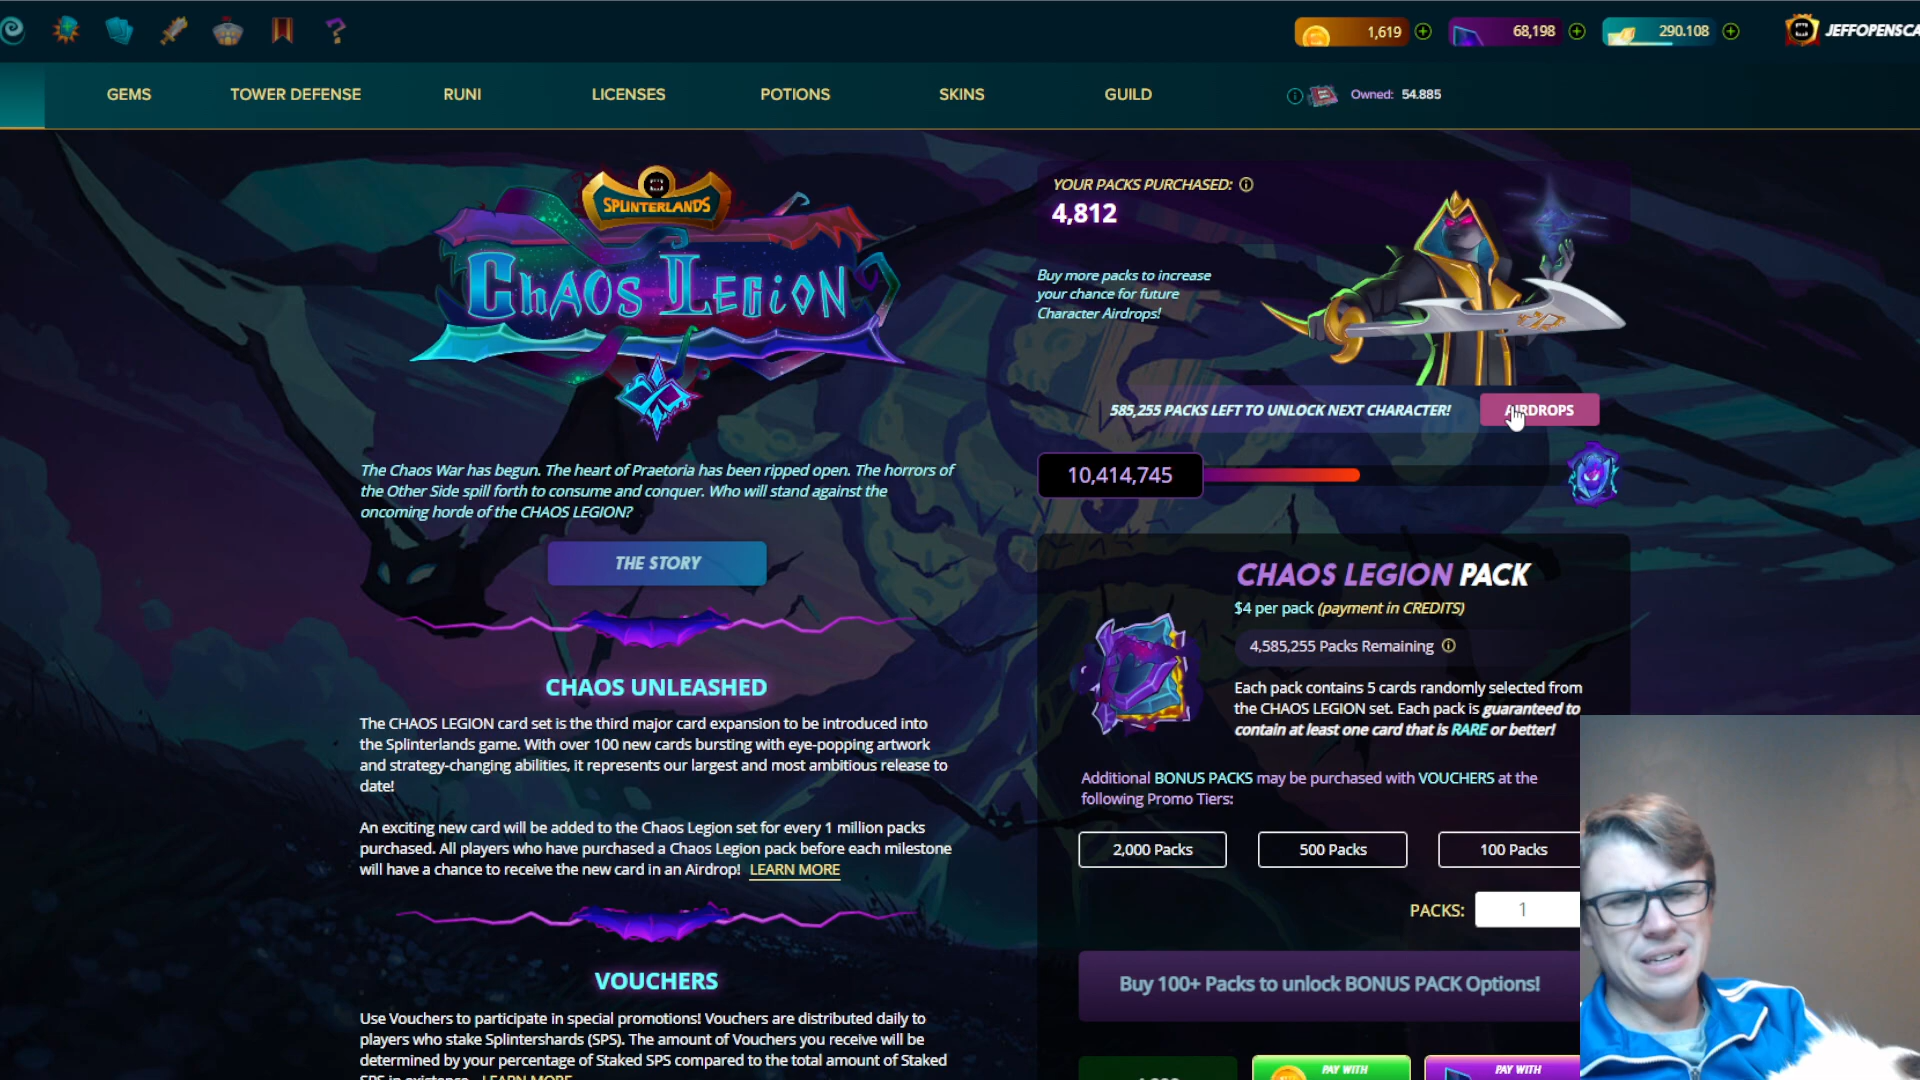 1,619
68,198
290.108
JEFFOPENSCA
GEMS
TOWER DEFENSE
RUNI
LICENSES
POTIONS
SKINS
GUILD
Owned: 54.885
SPLINTERLANDS
CHAOS LEGION
YOUR PACKS PURCHASED:
4,812
Buy more packs to increase
your chance for future
Character Airdrops!
585,255 PACKS LEFT TO UNLOCK NEXT CHARACTER!
AIRDROPS
10,414,745
The Chaos War has begun. The heart of Praetoria has been ripped open. The horrors of
the Other Side spill forth to consume and conquer. Who will stand against the
oncoming horde of the CHAOS LEGION?
THE STORY
CHAOS UNLEASHED
The CHAOS LEGION card set is the third major card expansion to be introduced into
the Splinterlands game. With over 100 new cards bursting with eye-popping artwork
and strategy-changing abilities, it represents our largest and most ambitious release to
date!
An exciting new card will be added to the Chaos Legion set for every 1 million packs
purchased. All players who have purchased a Chaos Legion pack before each milestone
will have a chance to receive the new card in an Airdrop! LEARN MORE
VOUCHERS
Use Vouchers to participate in special promotions! Vouchers are distributed daily to
players who stake Splintershards (SPS). The amount of Vouchers you receive will be
determined by your percentage of Staked SPS compared to the total amount of Staked
SPS in existence. LEARN MORE
CHAOS LEGION PACK
$4 per pack (payment in CREDITS)
4,585,255 Packs Remaining
Each pack contains 5 cards randomly selected from
the CHAOS LEGION set. Each pack is guaranteed to
contain at least one card that is RARE or better!
Additional BONUS PACKS may be purchased with VOUCHERS at the
following Promo Tiers:
2,000 Packs
500 Packs
100 Packs
PACKS: 1
Buy 100+ Packs to unlock BONUS PACK Options!
PAY WITH
PAY WITH